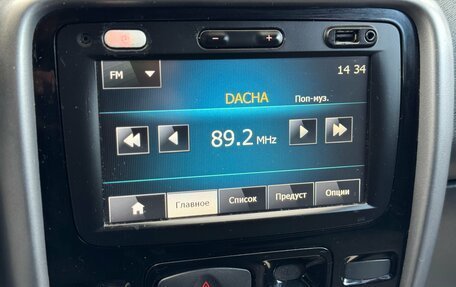 FM
14 34
DACHA Поп-муз.
89.2 MHz
Главное Список Предуст Опции